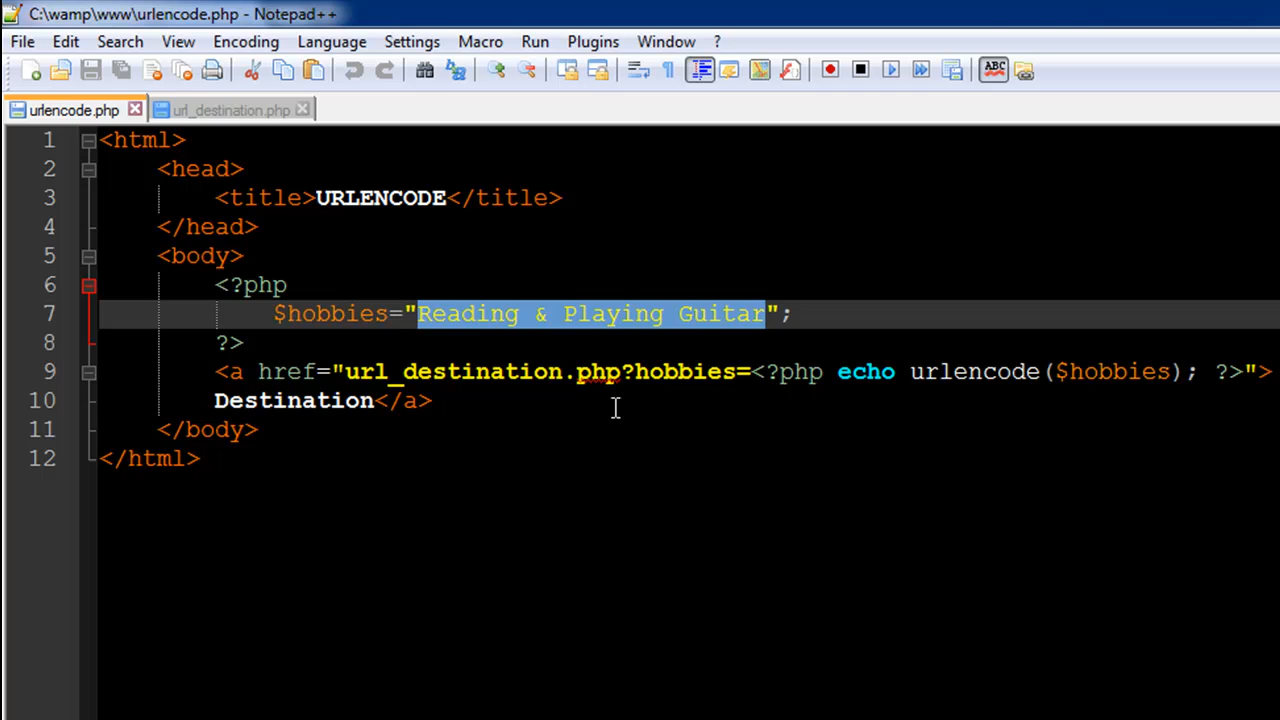 C:\wamp\www\urlencode.php - Notepad++
File Edit Search View Encoding Language Settings Macro Run Plugins Window ?
ABC
urlencode.php url_destination.php
1 <html>
2 <head>
3 <title>URLENCODE</title>
4 </head>
5 <body>
6 <?php
7 $hobbies="Reading & Playing Guitar";
8 ?>
9 <a href="url_destination.php?hobbies=<?php echo urlencode($hobbies); ?>">
10 Destination</a>
11 </body>
12 </html>